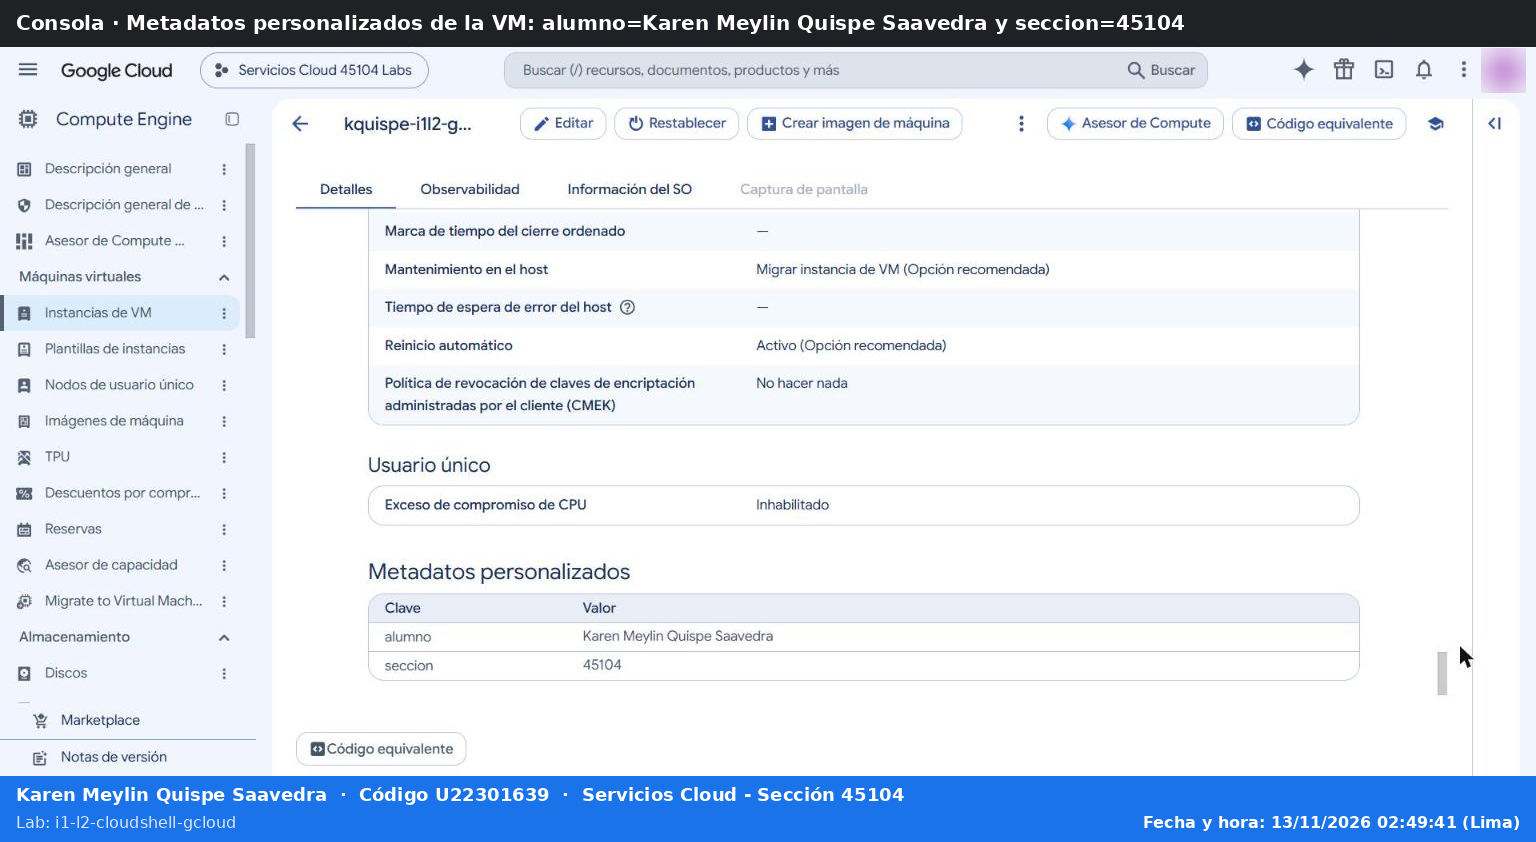 Consola · Metadatos personalizados de la VM: alumno=Karen Meylin Quispe Saavedra y seccion=45104
Google Cloud
Servicios Cloud 45104 Labs
Buscar (/) recursos, documentos, productos y más
Buscar
Compute Engine
kquispe-i1l2-g...
Editar
Restablecer
Crear imagen de máquina
Asesor de Compute
Código equivalente
Descripción general
Descripción general de ...
Asesor de Compute ...
Máquinas virtuales
Instancias de VM
Plantillas de instancias
Nodos de usuario único
Imágenes de máquina
TPU
Descuentos por compr...
Reservas
Asesor de capacidad
Migrate to Virtual Mach...
Almacenamiento
Discos
Marketplace
Notas de versión
Detalles
Observabilidad
Información del SO
Captura de pantalla
Marca de tiempo del cierre ordenado —
Mantenimiento en el host Migrar instancia de VM (Opción recomendada)
Tiempo de espera de error del host —
Reinicio automático Activo (Opción recomendada)
Política de revocación de claves de encriptación No hacer nada
administradas por el cliente (CMEK)
Usuario único
Exceso de compromiso de CPU Inhabilitado
Metadatos personalizados
Clave Valor
alumno Karen Meylin Quispe Saavedra
seccion 45104
Código equivalente
Karen Meylin Quispe Saavedra · Código U22301639 · Servicios Cloud - Sección 45104
Lab: i1-l2-cloudshell-gcloud
Fecha y hora: 13/11/2026 02:49:41 (Lima)